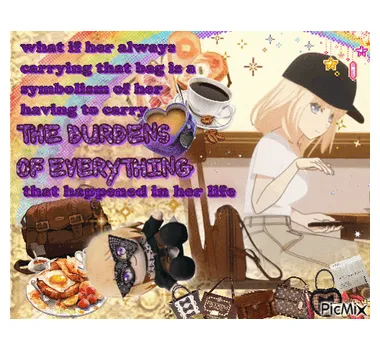 what if her always
carrying that bag is a
symbolism of her
having to carry
THE BURDENS
OF EVERYTHING
that happened in her life
PicMix